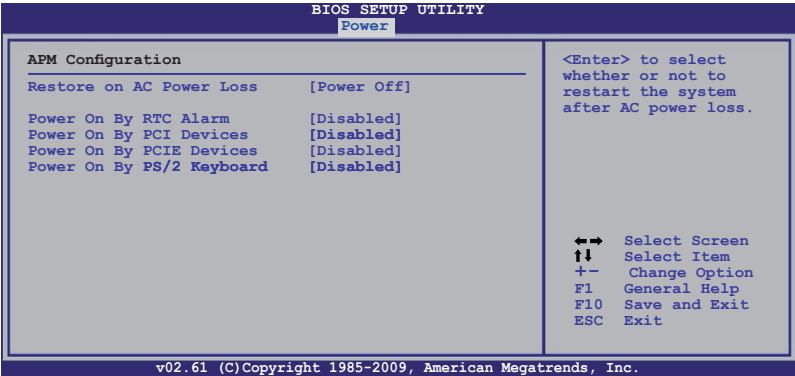 BIOS SETUP UTILITY
Power
APM Configuration
Restore on AC Power Loss [Power Off]
Power On By RTC Alarm [Disabled]
Power On By PCI Devices [Disabled]
Power On By PCIE Devices [Disabled]
Power On By PS/2 Keyboard [Disabled]
<Enter> to select
whether or not to
restart the system
after AC power loss.
←→ Select Screen
↑↓ Select Item
+- Change Option
F1 General Help
F10 Save and Exit
ESC Exit
v02.61 (C)Copyright 1985-2009, American Megatrends, Inc.